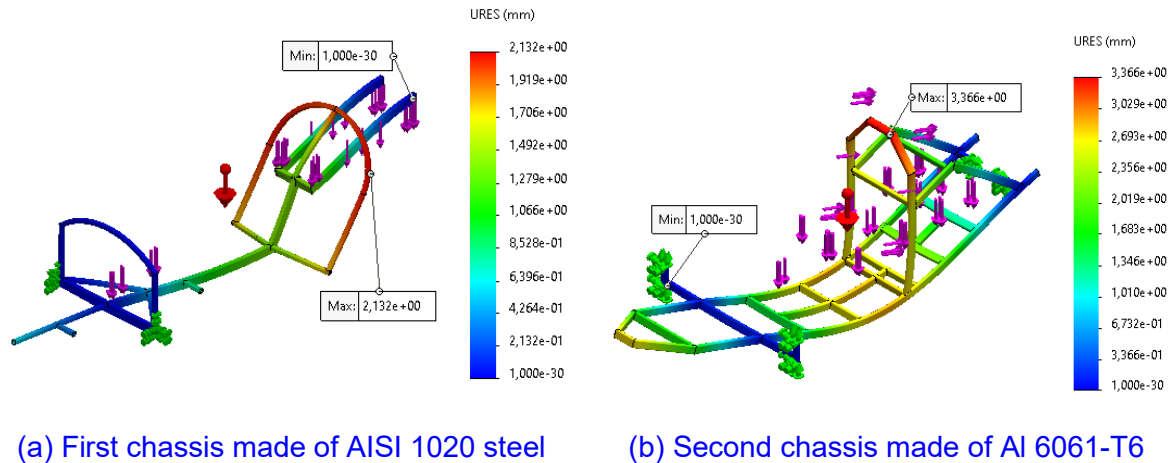 URES (mm)
2,132e+00
1,919e+00
1,706e+00
1,492e+00
1,279e+00
1,066e+00
8,528e-01
6,396e-01
4,264e-01
2,132e-01
1,000e-30
Min: 1,000e-30
Max: 2,132e+00
URES (mm)
3,366e+00
3,029e+00
2,693e+00
2,356e+00
2,019e+00
1,683e+00
1,346e+00
1,010e+00
6,732e-01
3,366e-01
1,000e-30
Max: 3,366e+00
Min: 1,000e-30
(a) First chassis made of AISI 1020 steel
(b) Second chassis made of Al 6061-T6